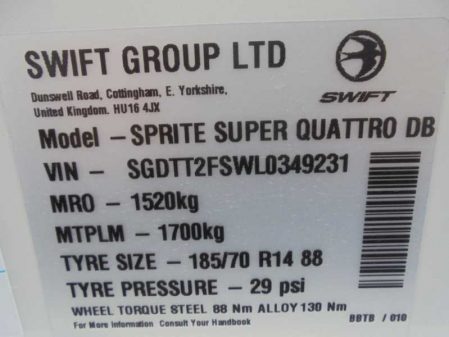 SWIFT GROUP LTD
Dunswell Road, Cottingham, E. Yorkshire,
United Kingdom. HU16 4JX
SWIFT
Model – SPRITE SUPER QUATTRO DB
VIN – SGDTT2FSWL0349231
MRO – 1520kg
MTPLM – 1700kg
TYRE SIZE – 185/70 R14 88
TYRE PRESSURE – 29 psi
WHEEL TORQUE STEEL 88 Nm ALLOY 130 Nm
For More Information Consult Your Handbook
BBTB / 010